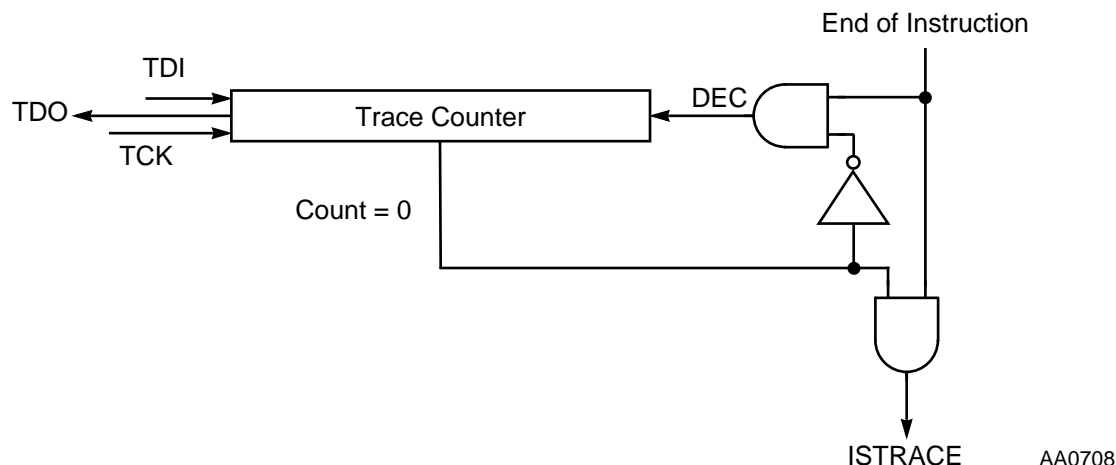 End of Instruction
TDI
DEC
TDO
Trace Counter
TCK
Count = 0
ISTRACE
AA0708